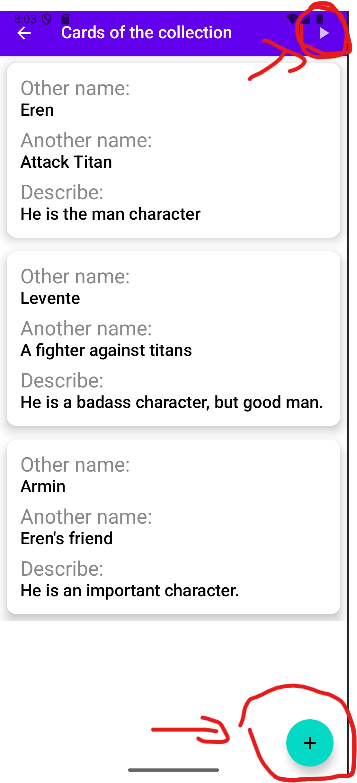 8:03
Cards of the collection
Other name:
Eren
Another name:
Attack Titan
Describe:
He is the man character
Other name:
Levente
Another name:
A fighter against titans
Describe:
He is a badass character, but good man.
Other name:
Armin
Another name:
Eren's friend
Describe:
He is an important character.
+